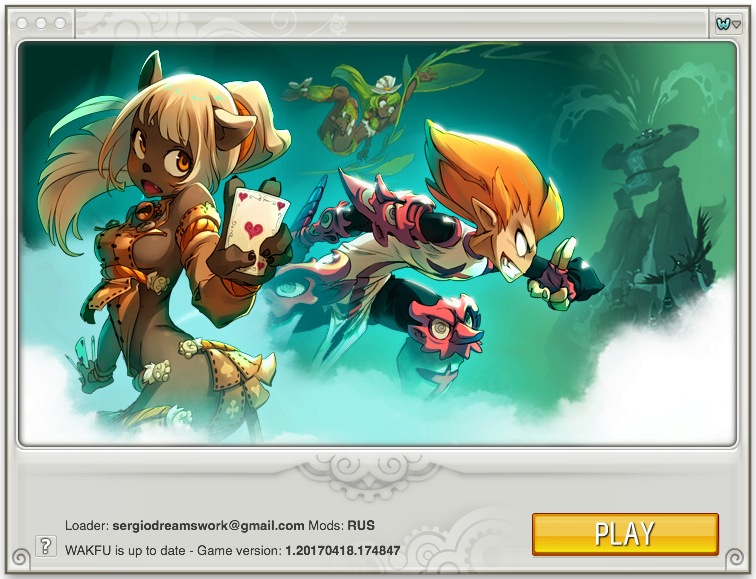 W
Loader: sergiodreamswork@gmail.com Mods: RUS
? WAKFU is up to date - Game version: 1.20170418.174847
PLAY